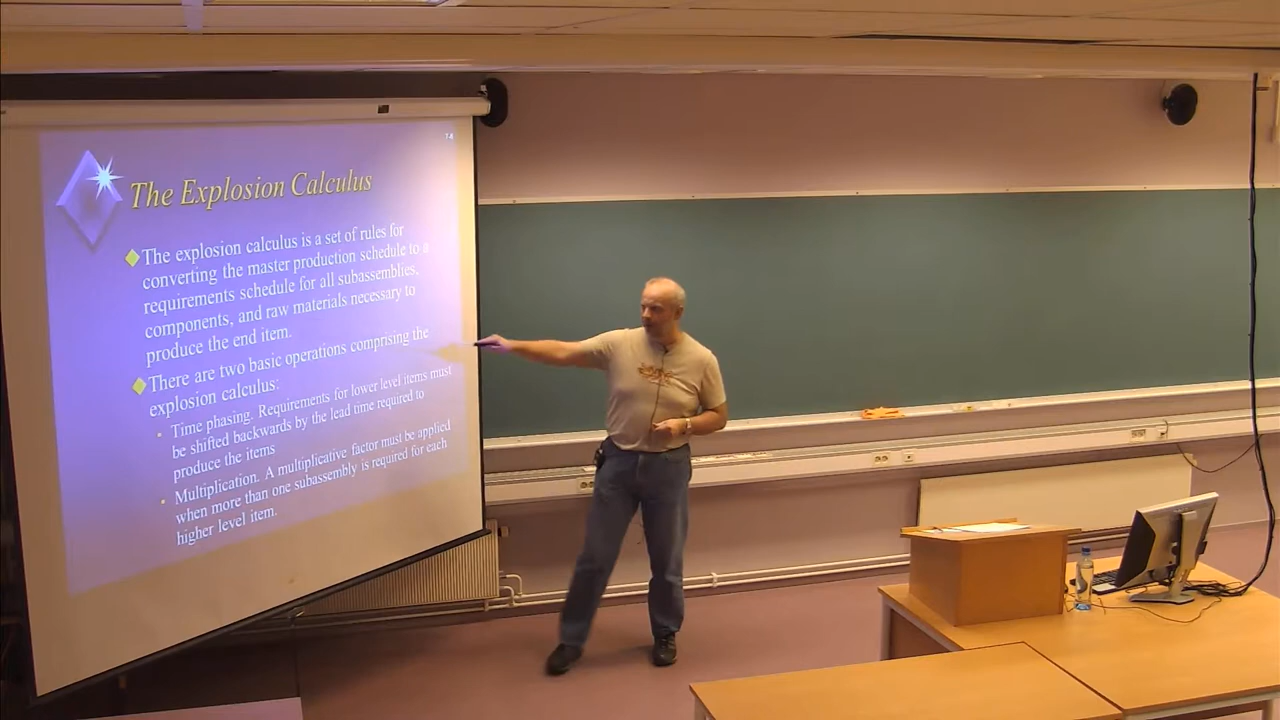 14
The Explosion Calculus
The explosion calculus is a set of rules for
converting the master production schedule to a
requirements schedule for all subassemblies,
components, and raw materials necessary to
produce the end item.
There are two basic operations comprising the
explosion calculus:
Time phasing. Requirements for lower level items must
be shifted backwards by the lead time required to
produce the items
Multiplication. A multiplicative factor must be applied
when more than one subassembly is required for each
higher level item.